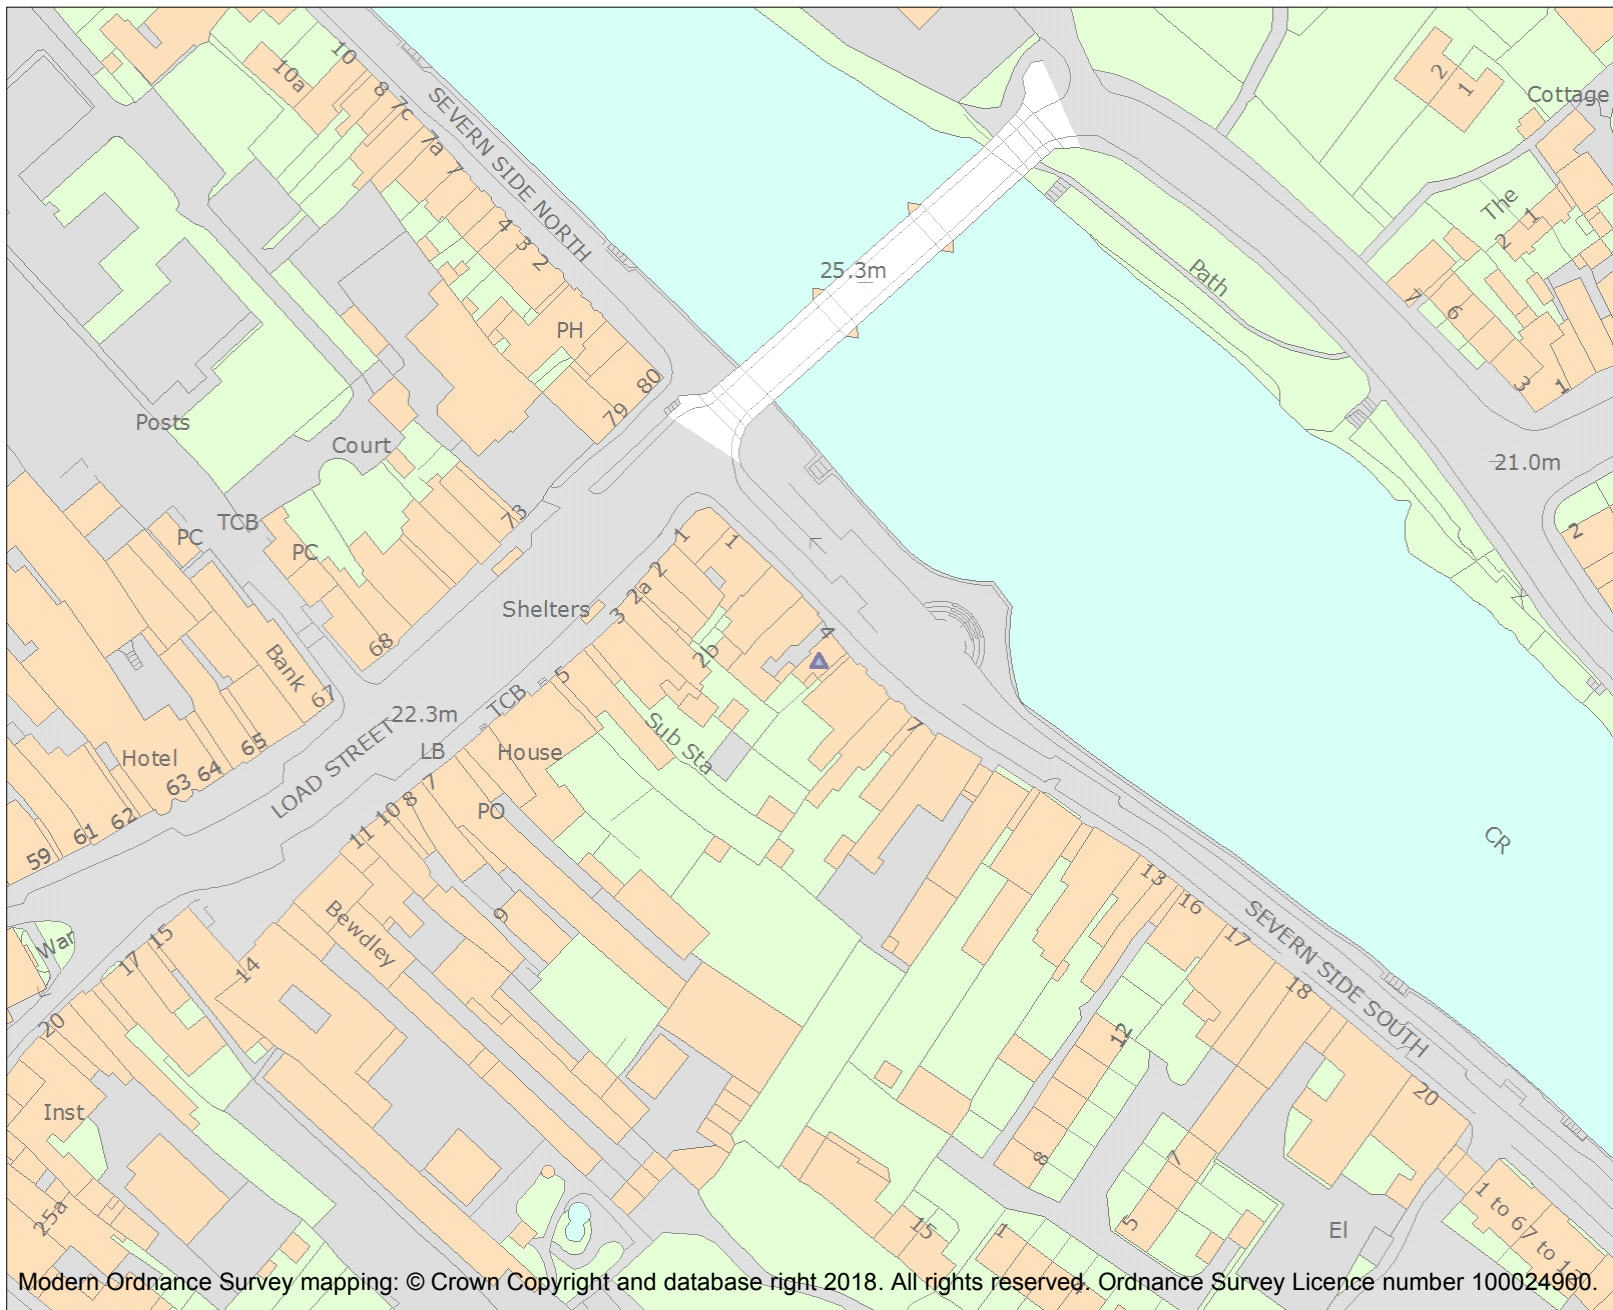 10
10a
8
7c
7a
7
SEVERN SIDE NORTH
4
3
2
PH
80
79
25.3m
Path
2
1
Cottage
The
1
2
7
6
3
1
21.0m
2
Posts
Court
TCB
PC
PC
73
68
Shelters
1
1
2
2a
3
2b
4
5
TCB
Bank
67
22.3m
LOAD STREET
LB
House
Sub Sta
7
Hotel
65
64
63
62
61
59
7
8
10
11
PO
9
Bewdley
War
15
17
14
20
Inst
25a
CR
13
16
17
18
SEVERN SIDE SOUTH
20
12
8
7
5
15
1
El
1 to 6
7 to 12
Modern Ordnance Survey mapping: © Crown Copyright and database right 2018. All rights reserved. Ordnance Survey Licence number 100024900.